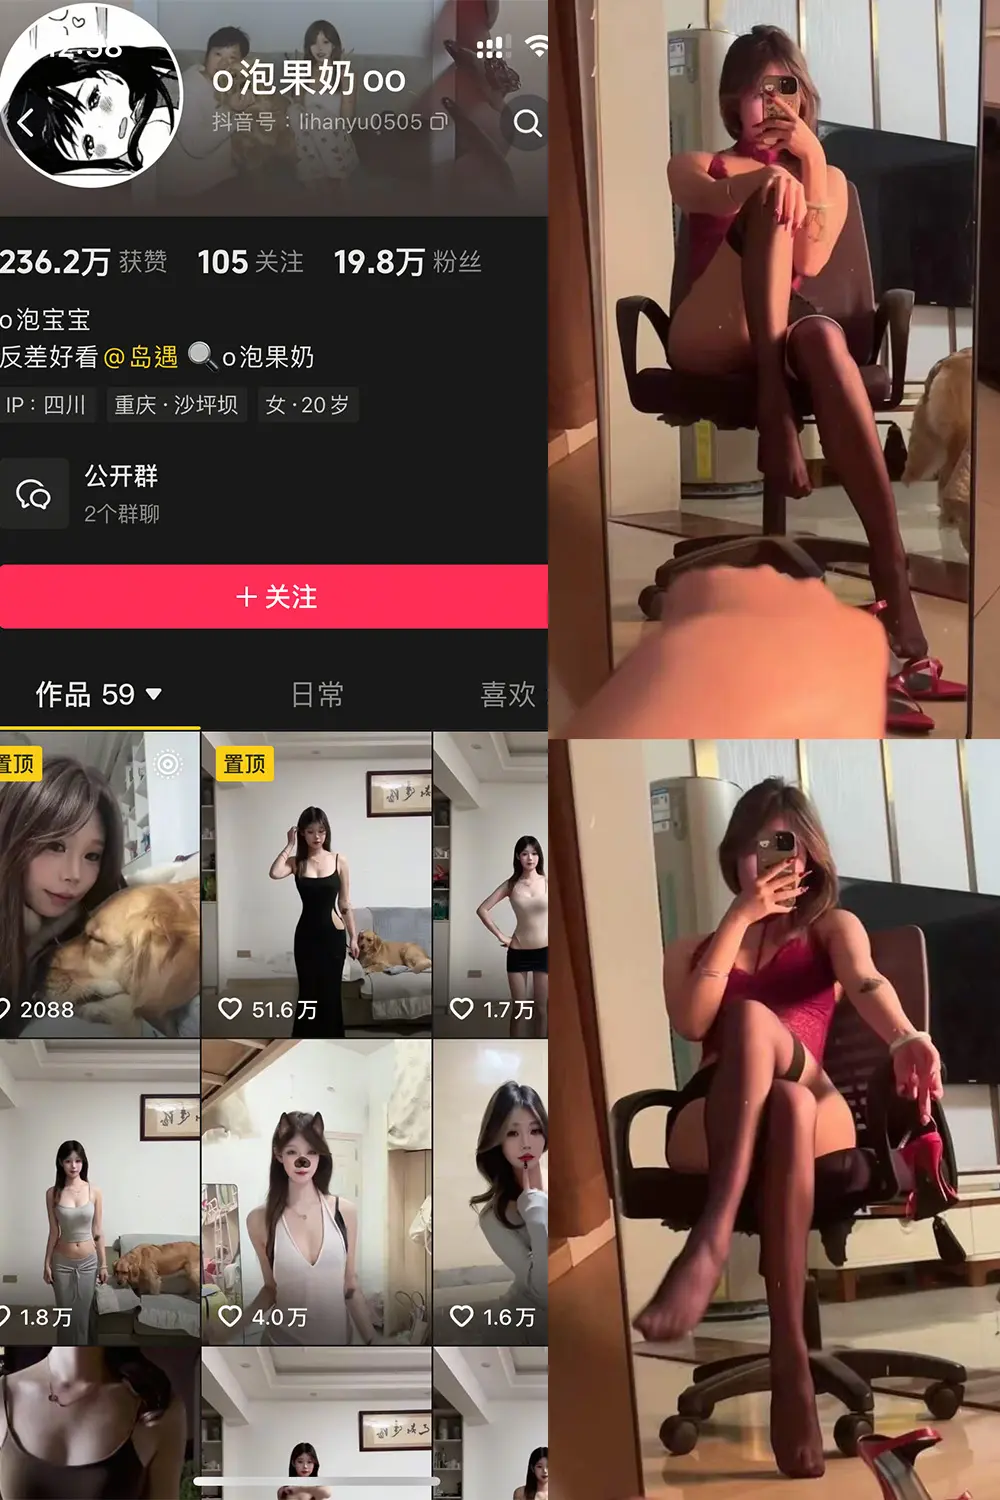 12:58
o泡果奶oo
抖音号：lihanyu0505
236.2万 获赞 105 关注 19.8万 粉丝
o泡宝宝
反差好看@岛遇🔍o泡果奶
IP：四川 重庆·沙坪坝 女·20岁
公开群
2个群聊
＋关注
作品 59 日常 喜欢
置顶 置顶
2088 51.6万 1.7万
1.8万 4.0万 1.6万